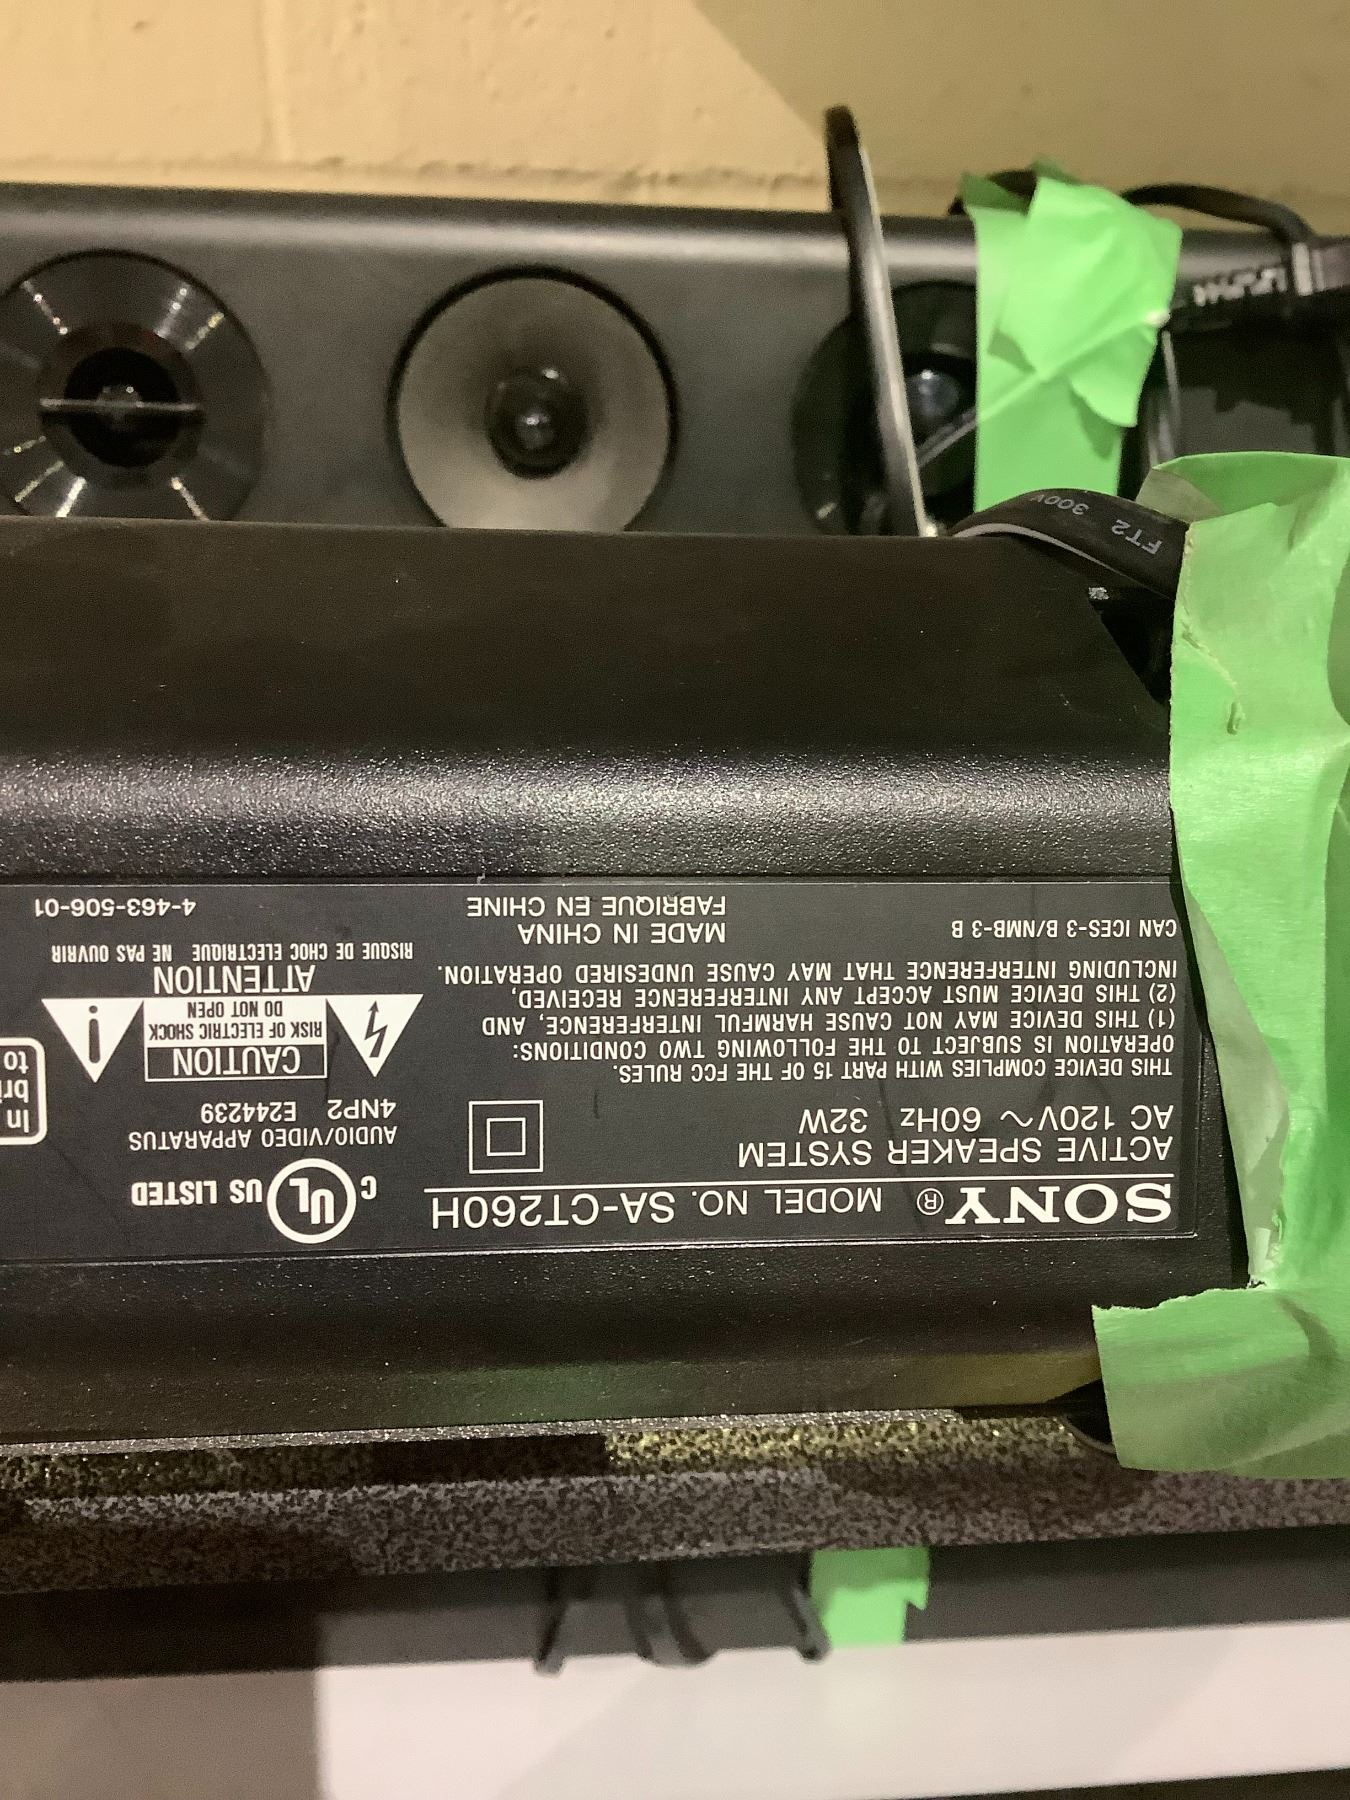 SONY® MODEL NO. SA-CT260H
ACTIVE SPEAKER SYSTEM
AC 120V ~ 60Hz 32W
THIS DEVICE COMPLIES WITH PART 15 OF THE FCC RULES.
OPERATION IS SUBJECT TO THE FOLLOWING TWO CONDITIONS:
(1) THIS DEVICE MAY NOT CAUSE HARMFUL INTERFERENCE, AND
(2) THIS DEVICE MUST ACCEPT ANY INTERFERENCE RECEIVED,
INCLUDING INTERFERENCE THAT MAY CAUSE UNDESIRED OPERATION.
CAN ICES-3 B/NMB-3 B
MADE IN CHINA
FABRIQUE EN CHINE
C UL US LISTED
AUDIO/VIDEO APPARATUS
4NP2 E244239
CAUTION
RISK OF ELECTRIC SHOCK
DO NOT OPEN
ATTENTION
RISQUE DE CHOC ELECTRIQUE NE PAS OUVRIR
4-463-506-01
In
bri
to
FT2 300V